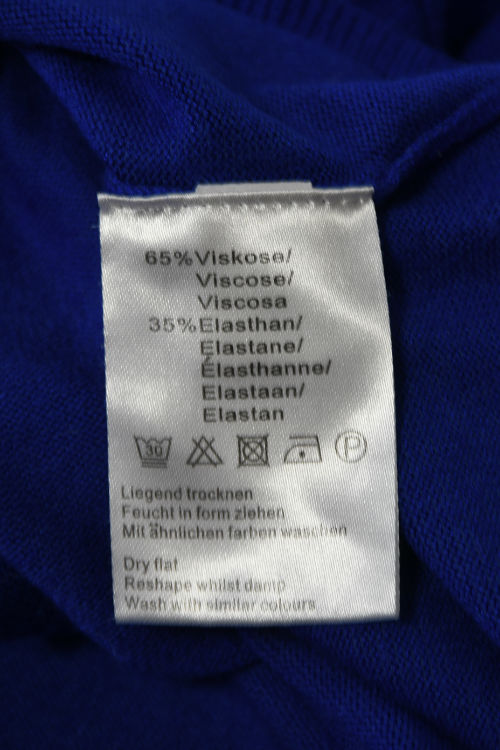 65%Viskose/
Viscose/
Viscosa
35%Elasthan/
Elastane/
Élasthanne/
Elastaan/
Elastan
30 P
Liegend trocknen
Feucht in form ziehen
Mit ähnlichen farben waschen
Dry flat
Reshape whilst damp
Wash with similar colours